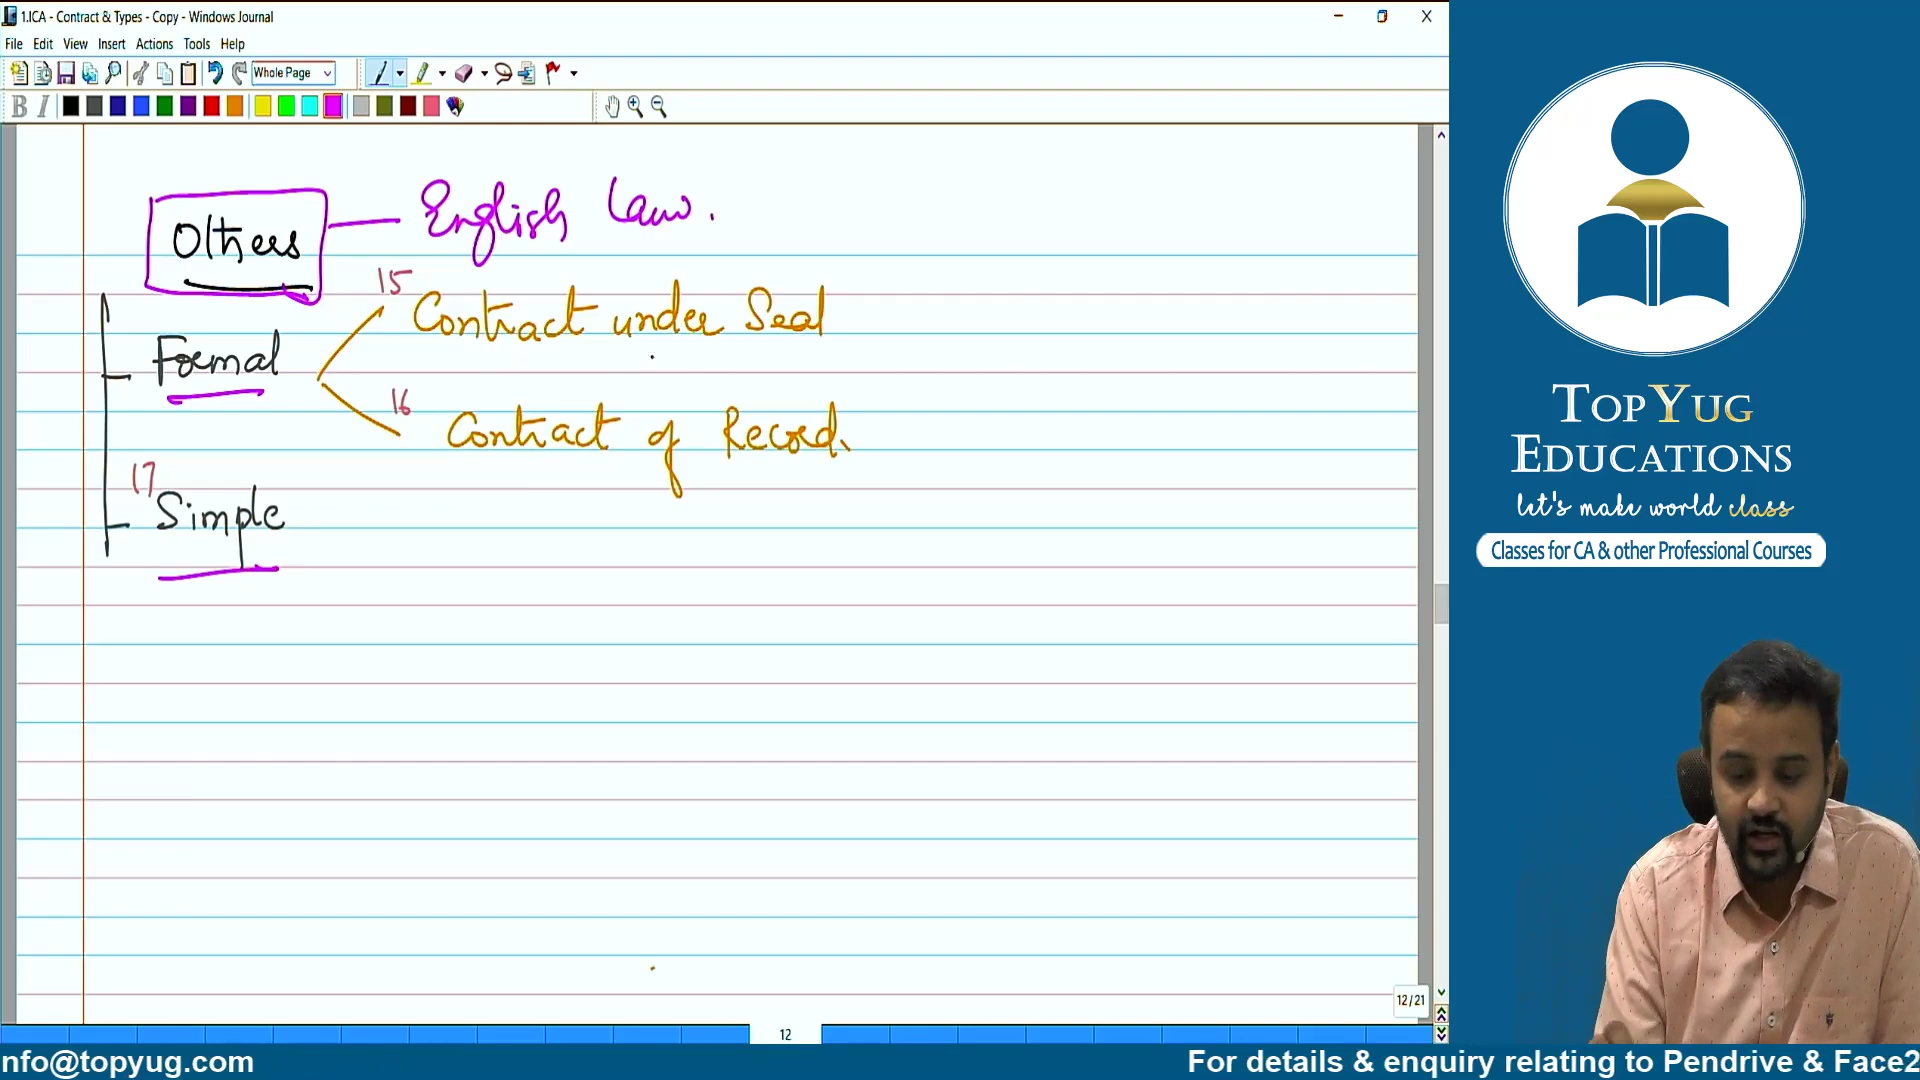 1.ICA - Contract & Types - Copy - Windows Journal
File Edit View Insert Actions Tools Help
Whole Page
B I
Others
English Law.
15
Contract under Seal
Formal
16
Contract of Record
17
Simple
12/21
12
TOPYUG
EDUCATIONS
let's make world class
Classes for CA & other Professional Courses
nfo@topyug.com
For details & enquiry relating to Pendrive & Face2